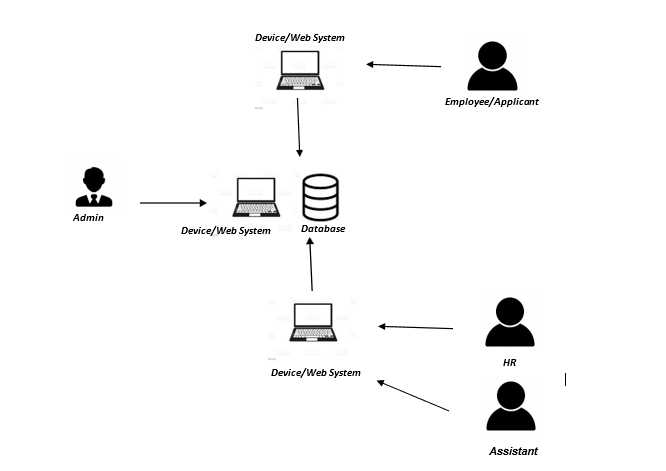 Device/Web System
Employee/Applicant
Admin
Device/Web System
Database
Device/Web System
HR
Assistant